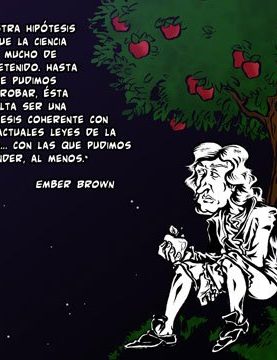 STRA HIPÓTESIS
QUE LA CIENCIA
MUCHO DE
ETENIDO. HASTA
E PUDIMOS
ROBAR, ÉSTA
LTA SER UNA
ESIS COHERENTE CON
ACTUALES LEYES DE LA
... CON LAS QUE PUDIMOS
NDER, AL MENOS."
EMBER BROWN